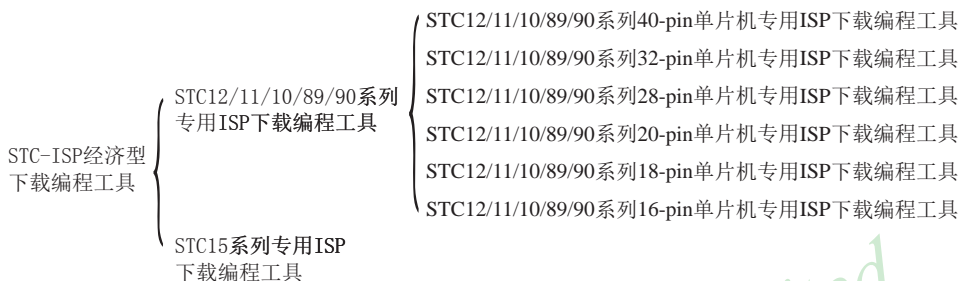 STC-ISP经济型
下载编程工具
STC12/11/10/89/90系列
专用ISP下载编程工具
STC12/11/10/89/90系列40-pin单片机专用ISP下载编程工具
STC12/11/10/89/90系列32-pin单片机专用ISP下载编程工具
STC12/11/10/89/90系列28-pin单片机专用ISP下载编程工具
STC12/11/10/89/90系列20-pin单片机专用ISP下载编程工具
STC12/11/10/89/90系列18-pin单片机专用ISP下载编程工具
STC12/11/10/89/90系列16-pin单片机专用ISP下载编程工具
STC15系列专用ISP
下载编程工具